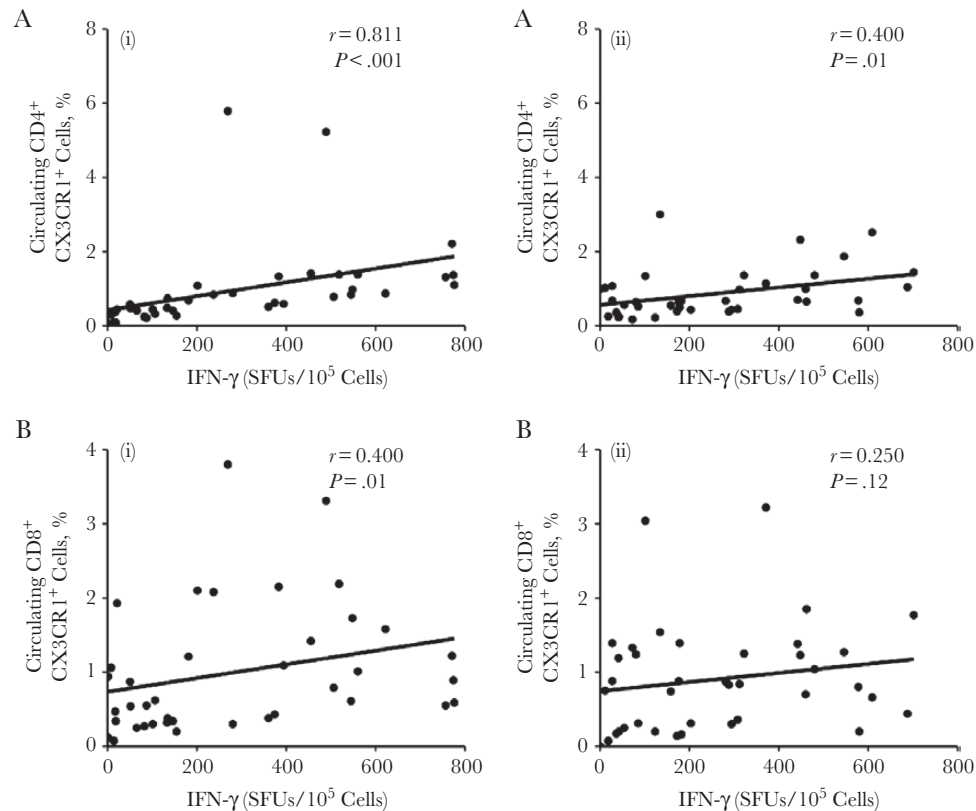 A
(i)
r = 0.811
P < .001
8
6
4
2
0
Circulating CD4⁺
CX3CR1⁺ Cells, %
0 200 400 600 800
IFN-γ (SFUs/10⁵ Cells)
A
(ii)
r = 0.400
P = .01
8
6
4
2
0
Circulating CD4⁺
CX3CR1⁺ Cells, %
0 200 400 600 800
IFN-γ (SFUs/10⁵ Cells)
B
(i)
r = 0.400
P = .01
4
3
2
1
0
Circulating CD8⁺
CX3CR1⁺ Cells, %
0 200 400 600 800
IFN-γ (SFUs/10⁵ Cells)
B
(ii)
r = 0.250
P = .12
4
3
2
1
0
Circulating CD8⁺
CX3CR1⁺ Cells, %
0 200 400 600 800
IFN-γ (SFUs/10⁵ Cells)